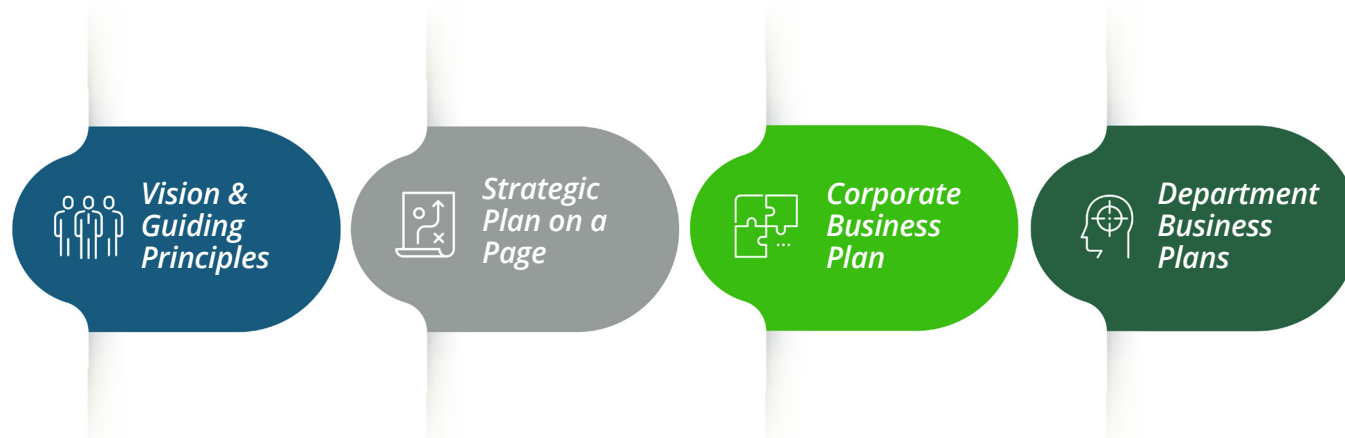 Vision &
Guiding
Principles
Strategic
Plan on a
Page
Corporate
Business
Plan
Department
Business
Plans